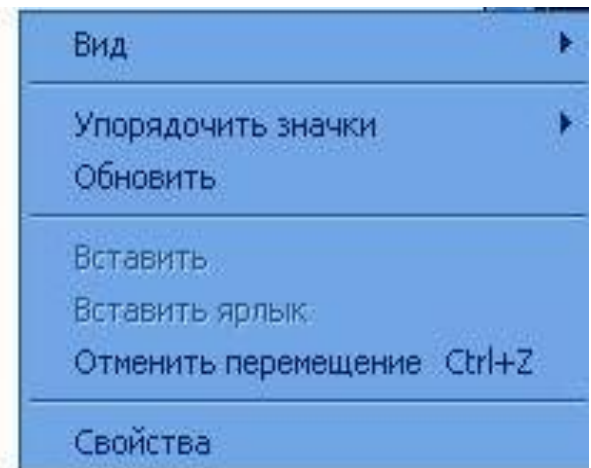 Вид
Упорядочить значки
Обновить
Вставить
Вставить ярлык
Отменить перемещение Ctrl+Z
Свойства